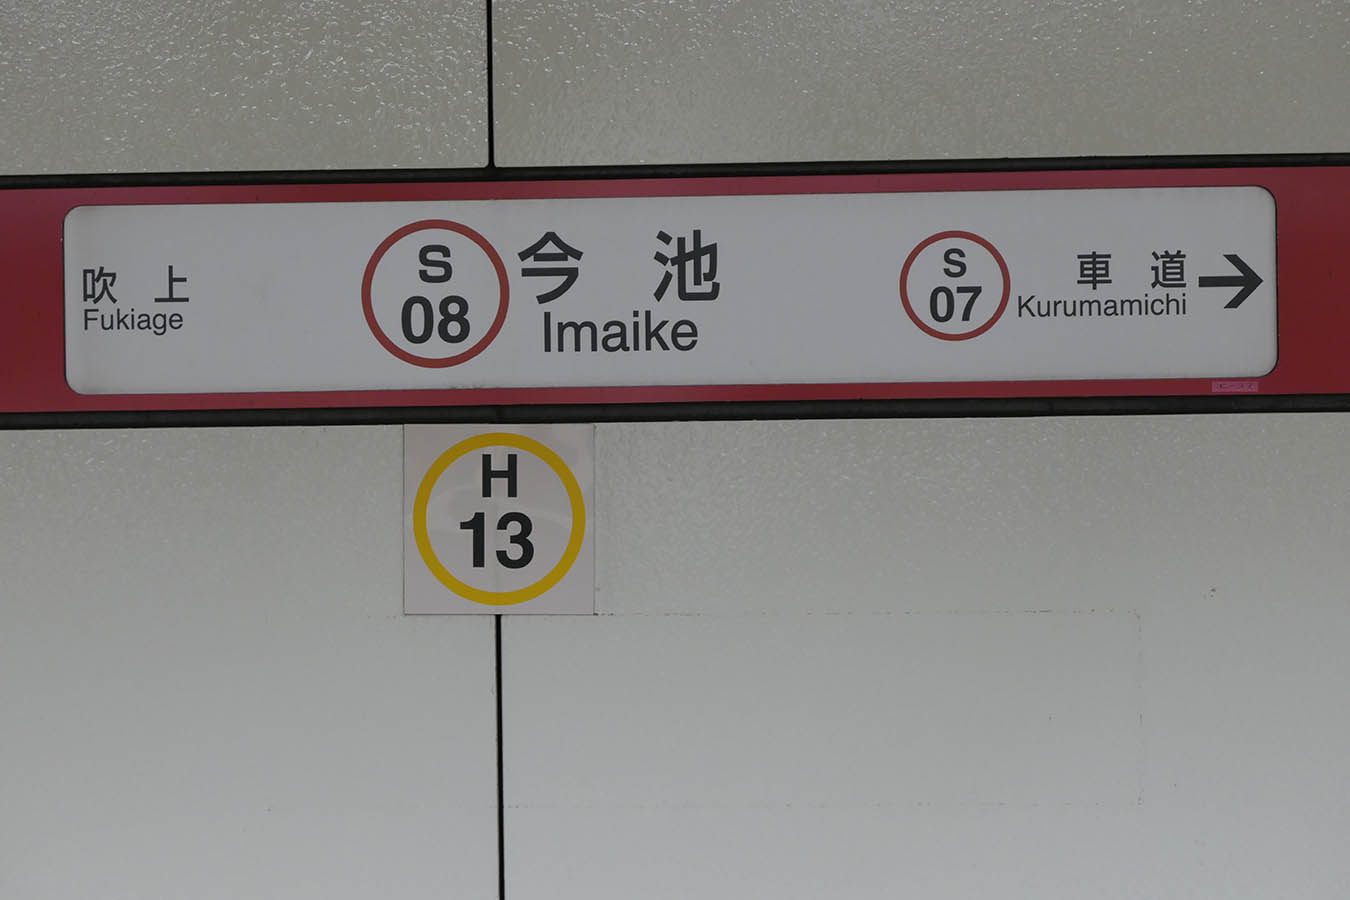 吹上
Fukiage
S
08
今池
Imaike
S
07
車道
Kurumamichi
→
H
13